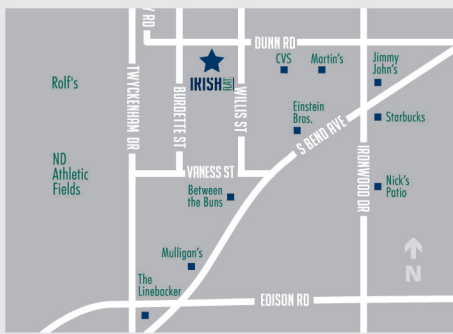 Y RD
DUNN RD
Rolf's
TWYCKENHAM DR
BURDETTE ST
IRISH
WILLIS ST
CVS
Martin's
Jimmy
John's
Einstein
Bros.
S BEND AVE
Starbucks
ND
Athletic
Fields
VANESS ST
Between
the Buns
IRONWOOD DR
Nick's
Patio
Mulligan's
The
Linebacker
EDISON RD
N